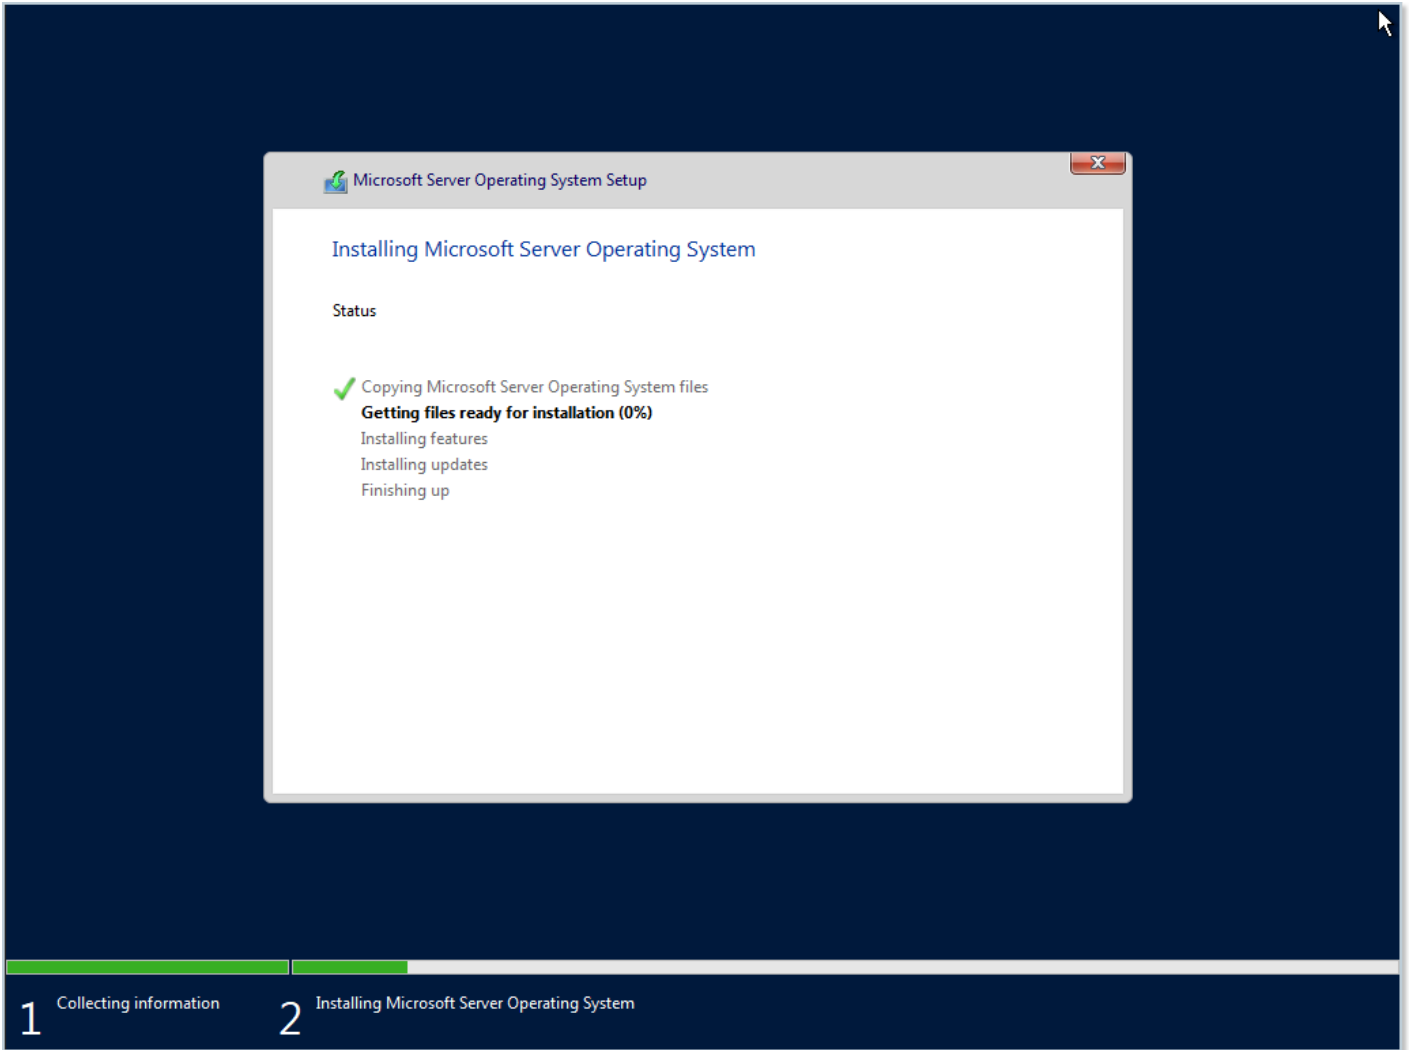 Microsoft Server Operating System Setup
Installing Microsoft Server Operating System
Status
Copying Microsoft Server Operating System files
Getting files ready for installation (0%)
Installing features
Installing updates
Finishing up
1 Collecting information
2 Installing Microsoft Server Operating System